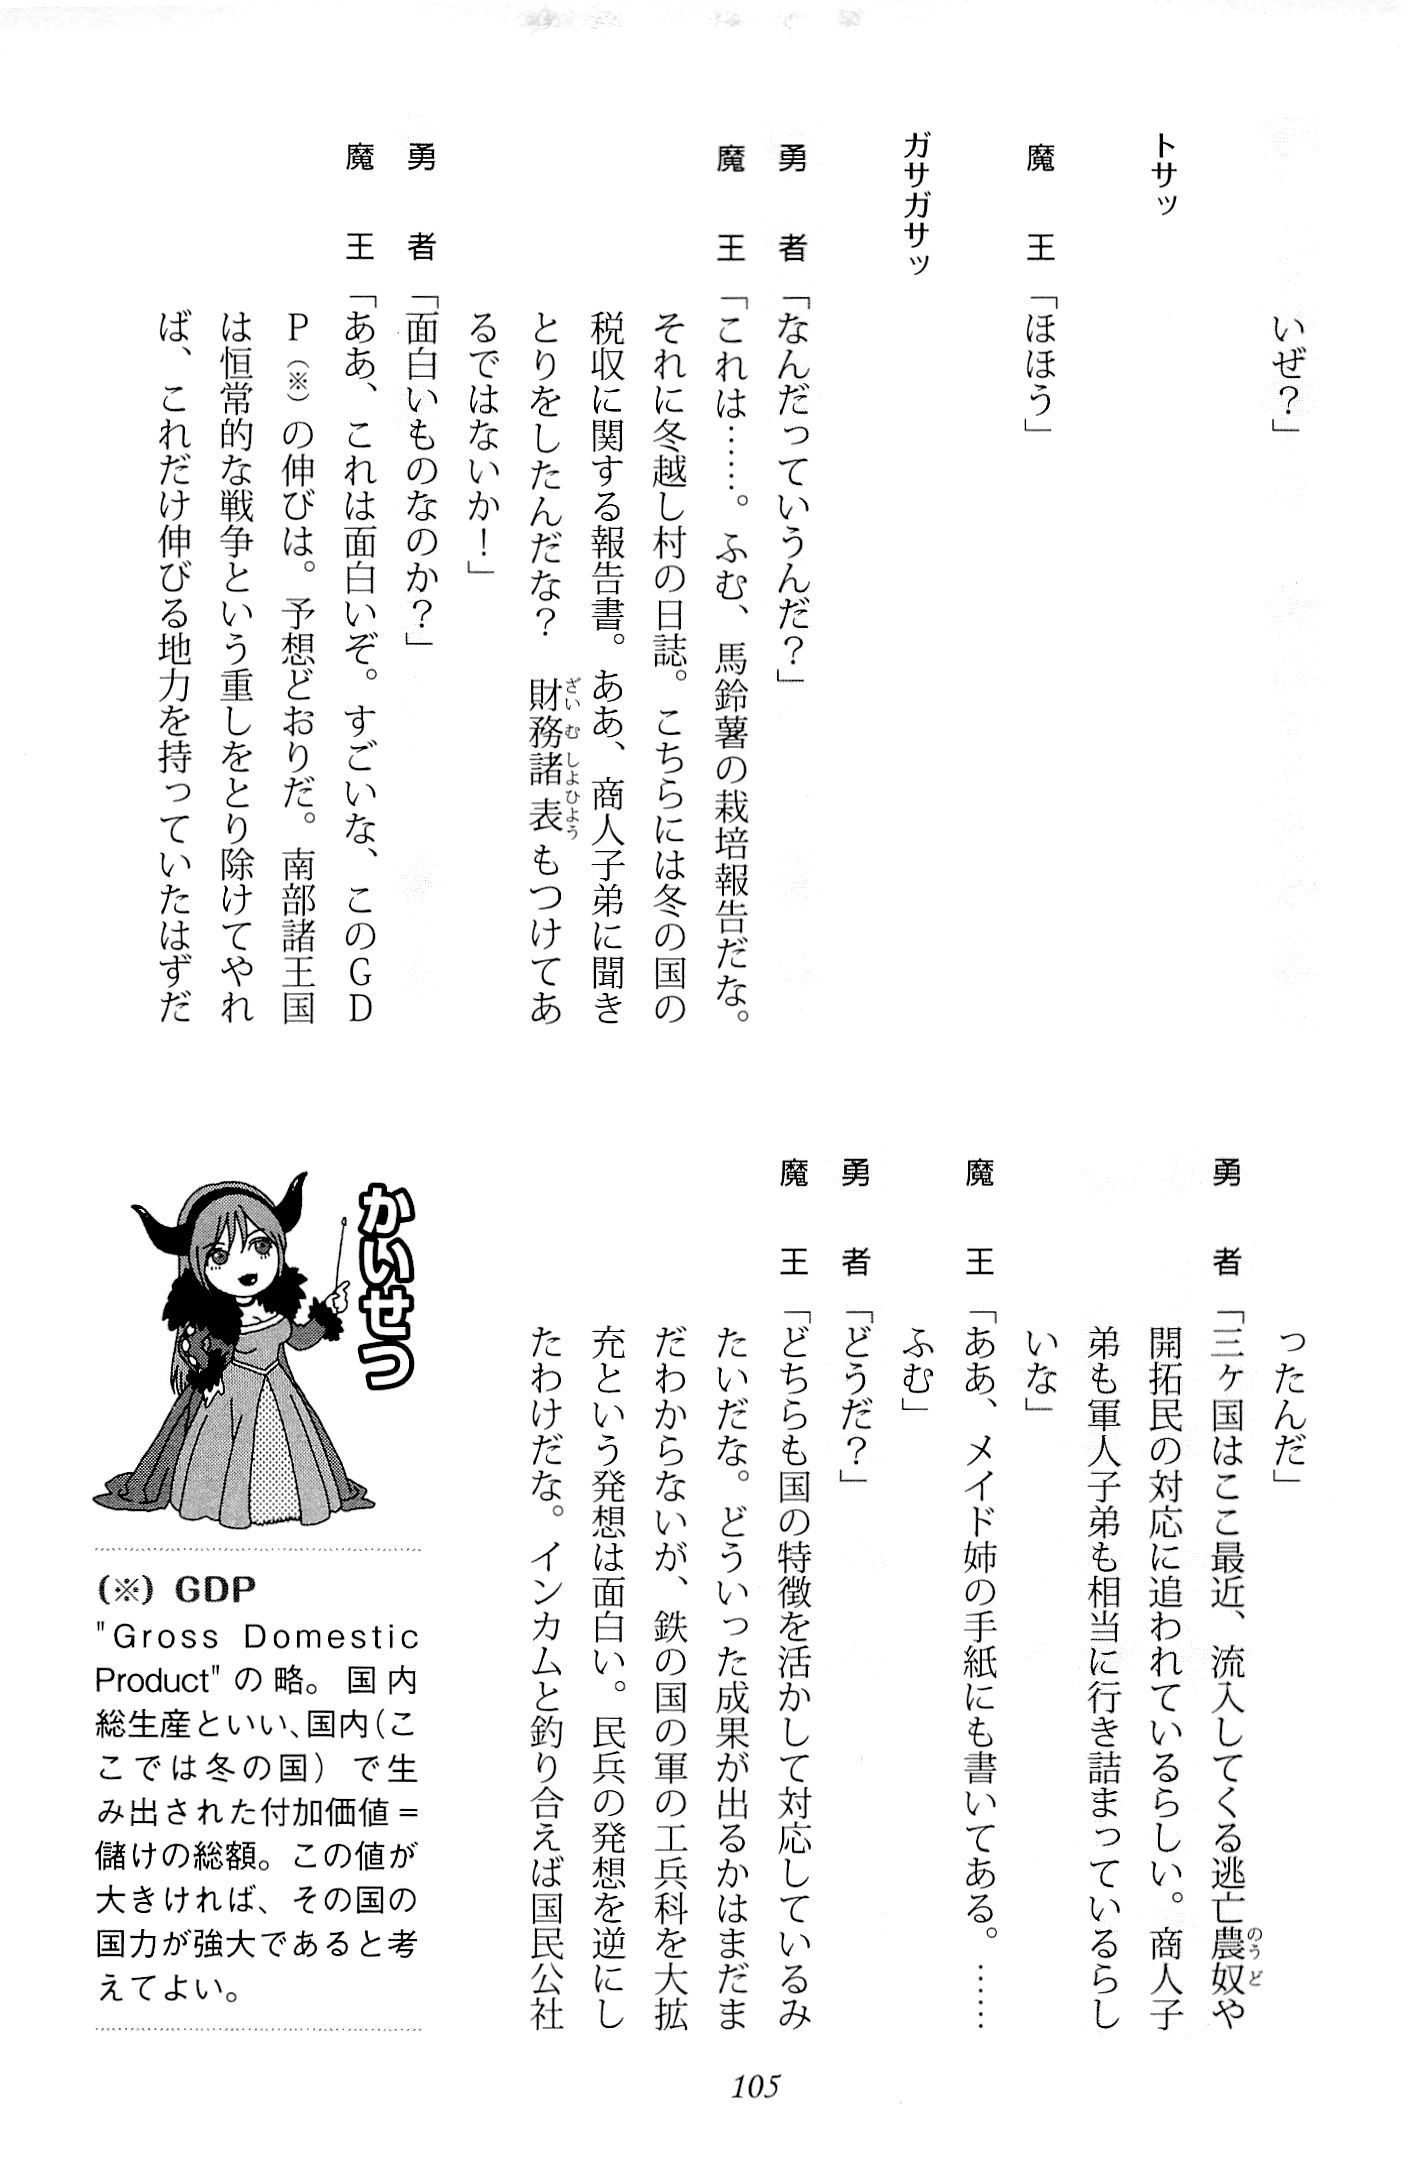 いぜ？」
トサッ
魔　王「ほほう」
ガサガサッ
勇　者「なんだっていうんだ？」
魔　王「これは……。ふむ、馬鈴薯の栽培報告だな。
それに冬越し村の日誌。こちらには冬の国の
税収に関する報告書。ああ、商人子弟に聞き
とりをしたんだな？　財務諸表もつけてあ
ざいむしよひよう
るではないか！」
勇　者「面白いものなのか？」
魔　王「ああ、これは面白いぞ。すごいな、このＧＤ
Ｐ（※）の伸びは。予想どおりだ。南部諸王国
は恒常的な戦争という重しをとり除けてやれ
ば、これだけ伸びる地力を持っていたはずだ
ったんだ」
勇　者「三ヶ国はここ最近、流入してくる逃亡農奴や
のうど
開拓民の対応に追われているらしい。商人子
弟も軍人子弟も相当に行き詰まっているらし
いな」
魔　王「ああ、メイド姉の手紙にも書いてある。……
ふむ」
勇　者「どうだ？」
魔　王「どちらも国の特徴を活かして対応しているみ
たいだな。どういった成果が出るかはまだま
だわからないが、鉄の国の軍の工兵科を大拡
充という発想は面白い。民兵の発想を逆にし
たわけだな。インカムと釣り合えば国民公社
かいせつ
(※) GDP
"Gross Domestic
Product"の略。国内
総生産といい、国内（こ
こでは冬の国）で生
み出された付加価値＝
儲けの総額。この値が
大きければ、その国の
国力が強大であると考
えてよい。
105